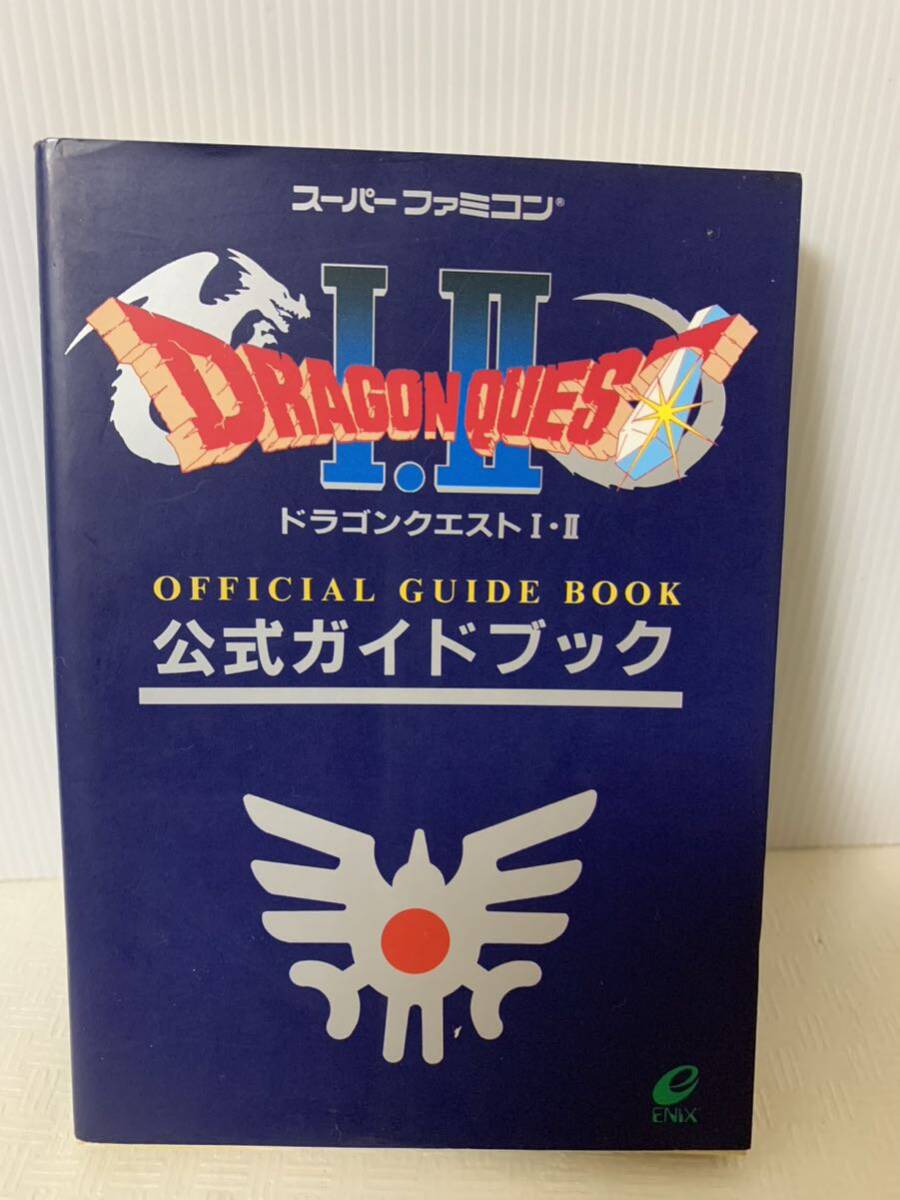 スーパーファミコン®
I・II
DRAGON QUEST
ドラゴンクエストI・II
OFFICIAL GUIDE BOOK
公式ガイドブック
ENIX